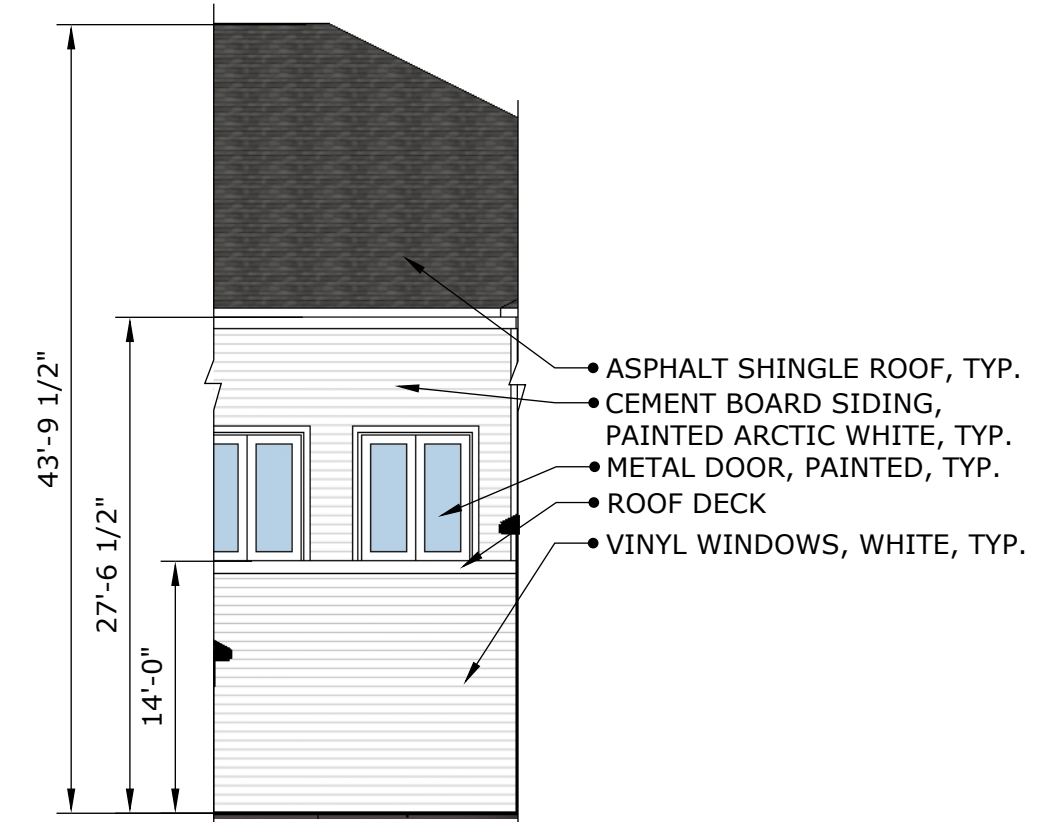 43'-9 1/2"
27'-6 1/2"
14'-0"
ASPHALT SHINGLE ROOF, TYP.
CEMENT BOARD SIDING,
PAINTED ARCTIC WHITE, TYP.
METAL DOOR, PAINTED, TYP.
ROOF DECK
VINYL WINDOWS, WHITE, TYP.